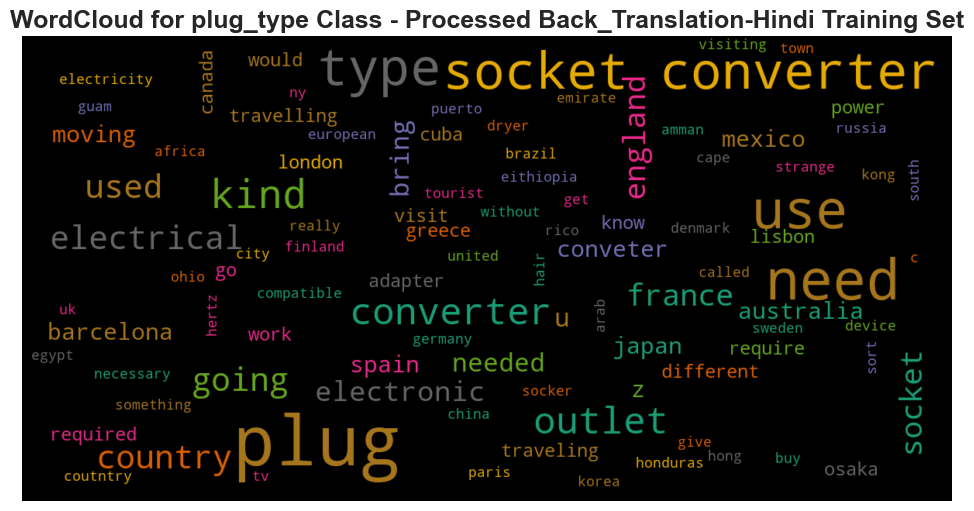 WordCloud for plug_type Class - Processed Back_Translation-Hindi Training Set
visiting town
electricity canada would type socket converter
ny emirate england
guam travelling puerto power
moving european bring cuba dryer amman mexico russia
africa london brazil cape strange south
used kind eithiopia kong
tourist get use
visit without know
electrical really greece rico conveter denmark lisbon
city finland united hair c
ohio go adapter called need
compatible france
uk hertz converter u arab australia
barcelona work germany sweden device
egypt spain needed japan require sort
necessary going electronic socker z different socket
something china outlet
required plug give
country traveling hong buy osaka
coutntry tv paris honduras
korea